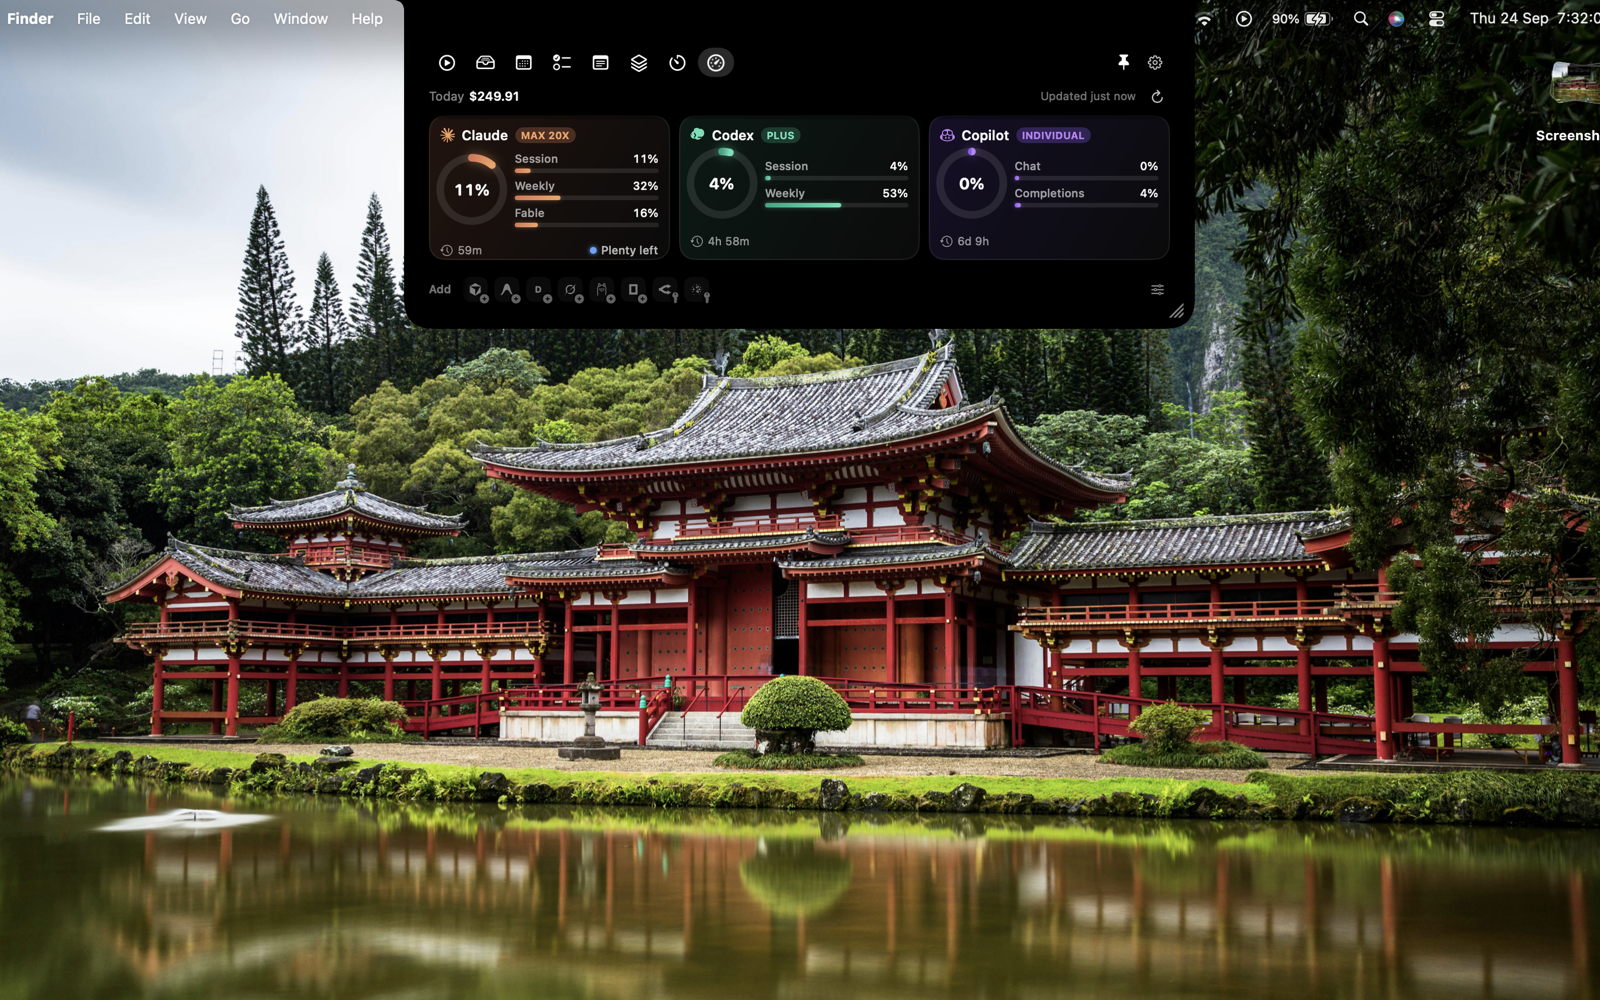 Finder File Edit View Go Window Help
90% Thu 24 Sep 7:32:0
Today $249.91
Updated just now
Claude MAX 20X
11%
Session 11%
Weekly 32%
Fable 16%
59m
Plenty left
Codex PLUS
4%
Session 4%
Weekly 53%
4h 58m
Copilot INDIVIDUAL
0%
Chat 0%
Completions 4%
6d 9h
Add
D
Screensh